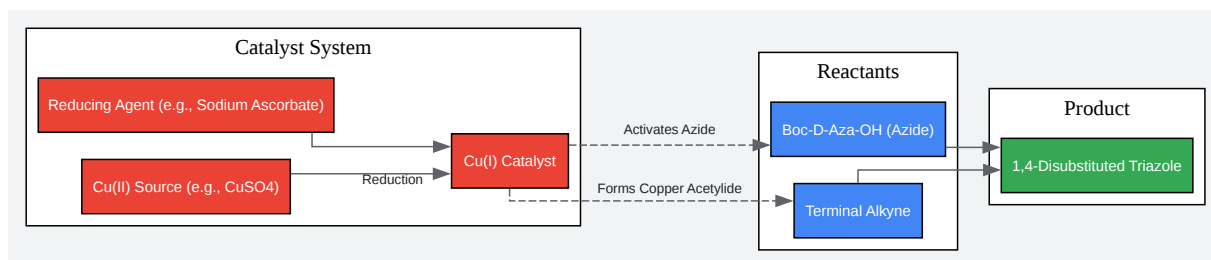 Catalyst System
Reducing Agent (e.g., Sodium Ascorbate)
Cu(II) Source (e.g., CuSO4)
Reduction
Cu(I) Catalyst
Activates Azide
Forms Copper Acetylide
Reactants
Boc-D-Aza-OH (Azide)
Terminal Alkyne
Product
1,4-Disubstituted Triazole